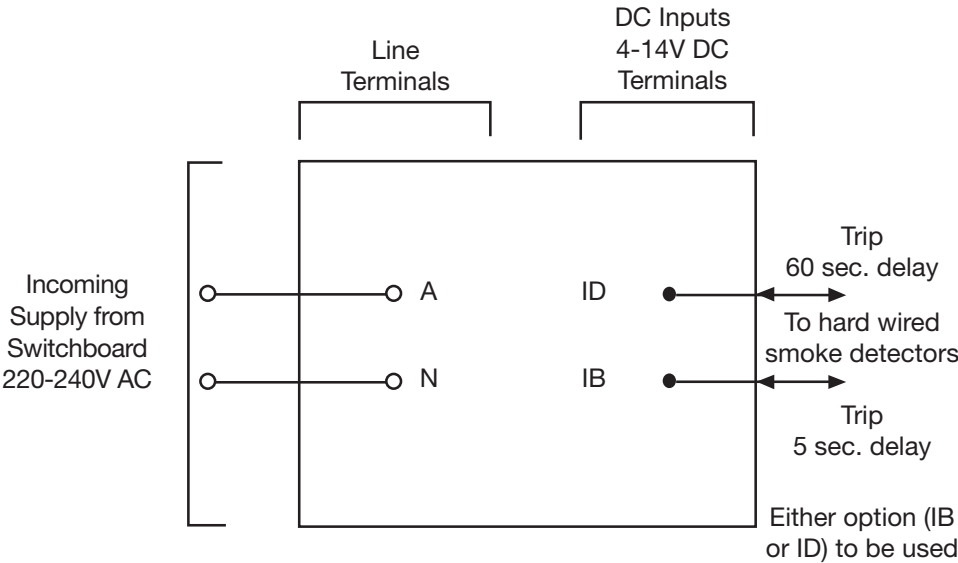 Line
Terminals
DC Inputs
4-14V DC
Terminals
Incoming
Supply from
Switchboard
220-240V AC
A
N
ID
IB
Trip
60 sec. delay
To hard wired
smoke detectors
Trip
5 sec. delay
Either option (IB
or ID) to be used